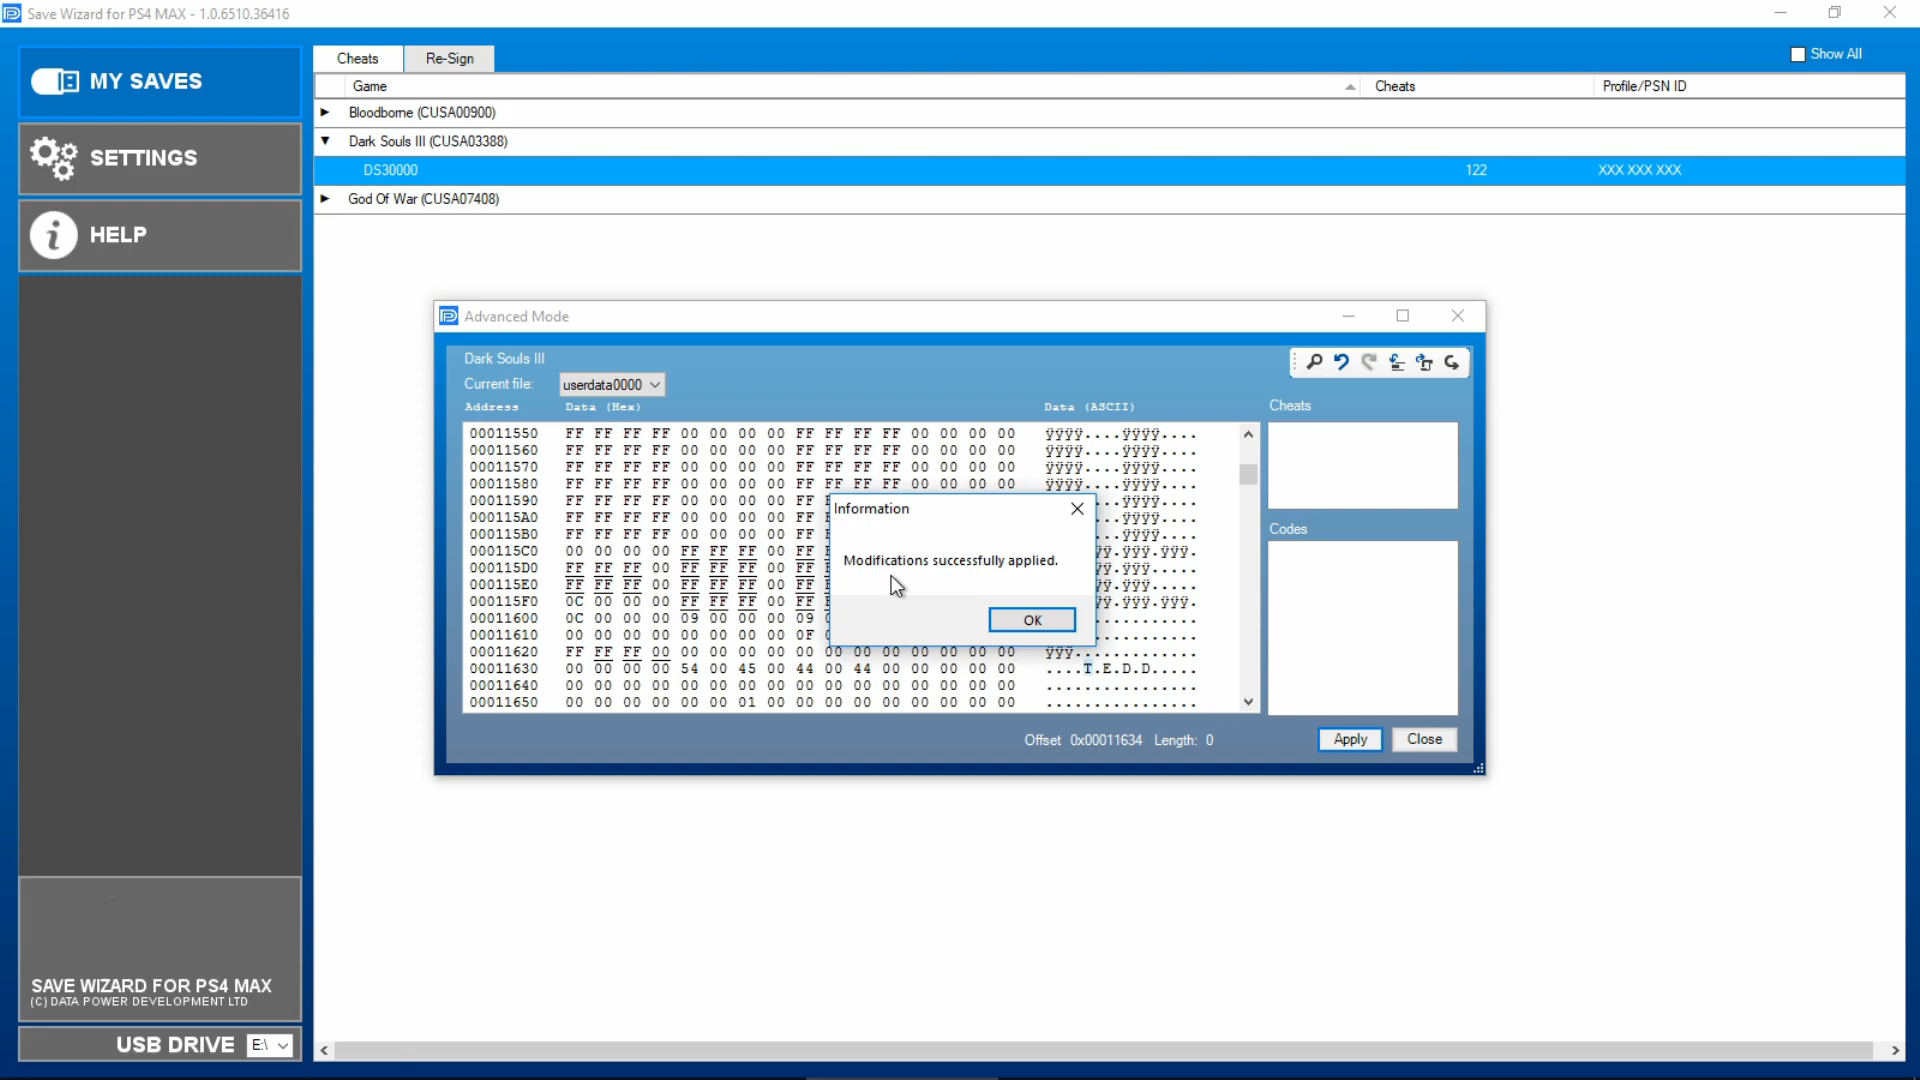 Save Wizard for PS4 MAX - 1.0.6510.36416
MY SAVES
SETTINGS
HELP
Cheats Re-Sign
Show All
Game Cheats Profile/PSN ID
Bloodborne (CUSA00900)
Dark Souls III (CUSA03388)
DS30000 122 XXX XXX XXX
God Of War (CUSA07408)
Advanced Mode
Dark Souls III
Current file: userdata0000
Address Data (Hex) Data (ASCII) Cheats
00011550 FF FF FF FF 00 00 00 00 FF FF FF FF 00 00 00 00 ÿÿÿÿ....ÿÿÿÿ....
00011560 FF FF FF FF 00 00 00 00 FF FF FF FF 00 00 00 00 ÿÿÿÿ....ÿÿÿÿ....
00011570 FF FF FF FF 00 00 00 00 FF FF FF FF 00 00 00 00 ÿÿÿÿ....ÿÿÿÿ....
00011580 FF FF FF FF 00 00 00 00 FF FF FF FF 00 00 00 00 ÿÿÿÿ....ÿÿÿÿ....
00011590 FF FF FF FF 00 00 00 00 FF .ÿÿÿÿ....
000115A0 FF FF FF FF 00 00 00 00 FF .ÿÿÿÿ....
000115B0 FF FF FF FF 00 00 00 00 FF .ÿÿÿÿ....
000115C0 00 00 00 00 FF FF FF 00 FF ÿÿ.ÿÿÿ.ÿÿÿ.
000115D0 FF FF FF 00 FF FF FF 00 FF ÿÿ.ÿÿÿ.....
000115E0 FF FF FF 00 FF FF FF 00 FF ÿÿ.ÿÿÿ.....
000115F0 0C 00 00 00 FF FF FF 00 FF ÿÿ.ÿÿÿ.ÿÿÿ.
00011600 0C 00 00 00 09 00 00 00 09 ...........
00011610 00 00 00 00 00 00 00 00 0F ...........
00011620 FF FF FF 00 00 00 00 00 00 00 00 00 00 00 00 00 ÿÿÿ.............
00011630 00 00 00 00 54 00 45 00 44 00 44 00 00 00 00 00 ....T.E.D.D.....
00011640 00 00 00 00 00 00 00 00 00 00 00 00 00 00 00 00 ................
00011650 00 00 00 00 00 00 01 00 00 00 00 00 00 00 00 00 ................
Codes
Information
Modifications successfully applied.
OK
Offset 0x00011634 Length: 0
Apply Close
SAVE WIZARD FOR PS4 MAX
(C) DATA POWER DEVELOPMENT LTD
USB DRIVE E:\